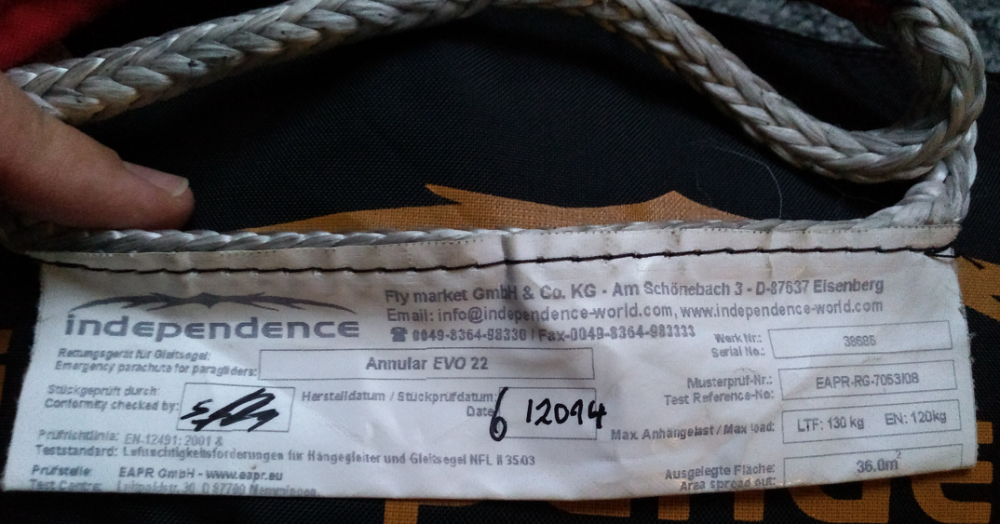 Fly market GmbH & Co. KG - Am Schönebach 3 - D-87637 Eisenberg
independence
Email: info@independence-world.com, www.independence-world.com
☎ 0049-8364-98330 | Fax-0049-8364-983333
Werk Nr.:
Serial No.:
38685
Rettungsgerät für Gleitsegel:
Emergency parachute for paragliders:
Annular EVO 22
Musterprüf-Nr.:
Test Reference-No:
EAPR-RG-7063/08
Stückgeprüft durch:
Conformity checked by:
Herstelldatum / Stückprüfdatum:
Date
6 12094
Max. Anhängelast / Max load:
LTF: 130 kg EN: 120kg
Prüfrichtlinie: EN-12491: 2001 &
Teststandard: Lufttüchtigkeitsforderungen für Hängegleiter und Gleitsegel NFL II 35/03
Ausgelegte Fläche:
Area spread out:
36.0m²
Prüfstelle: EAPR GmbH - www.eapr.eu
Test Centre: